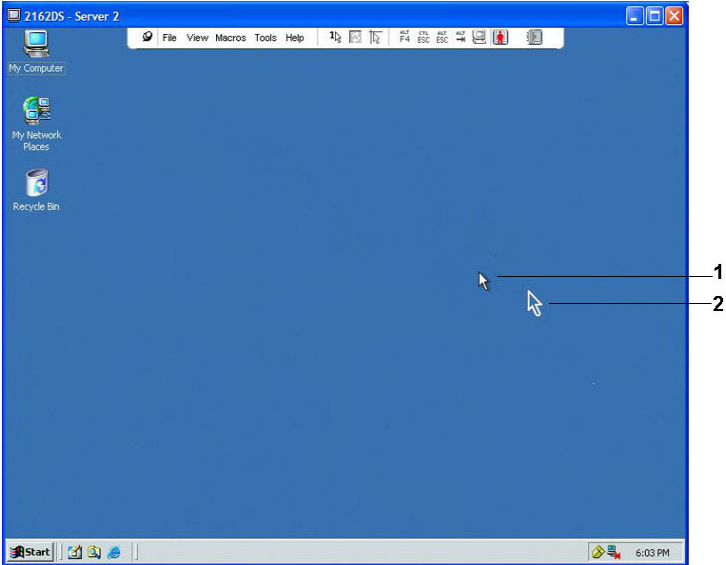 2162DS - Server 2
File View Macros Tools Help
1
ALT F4
CTL ESC
ALT ESC
ALT
My Computer
My Network
Places
Recycle Bin
1
2
Start
6:03 PM